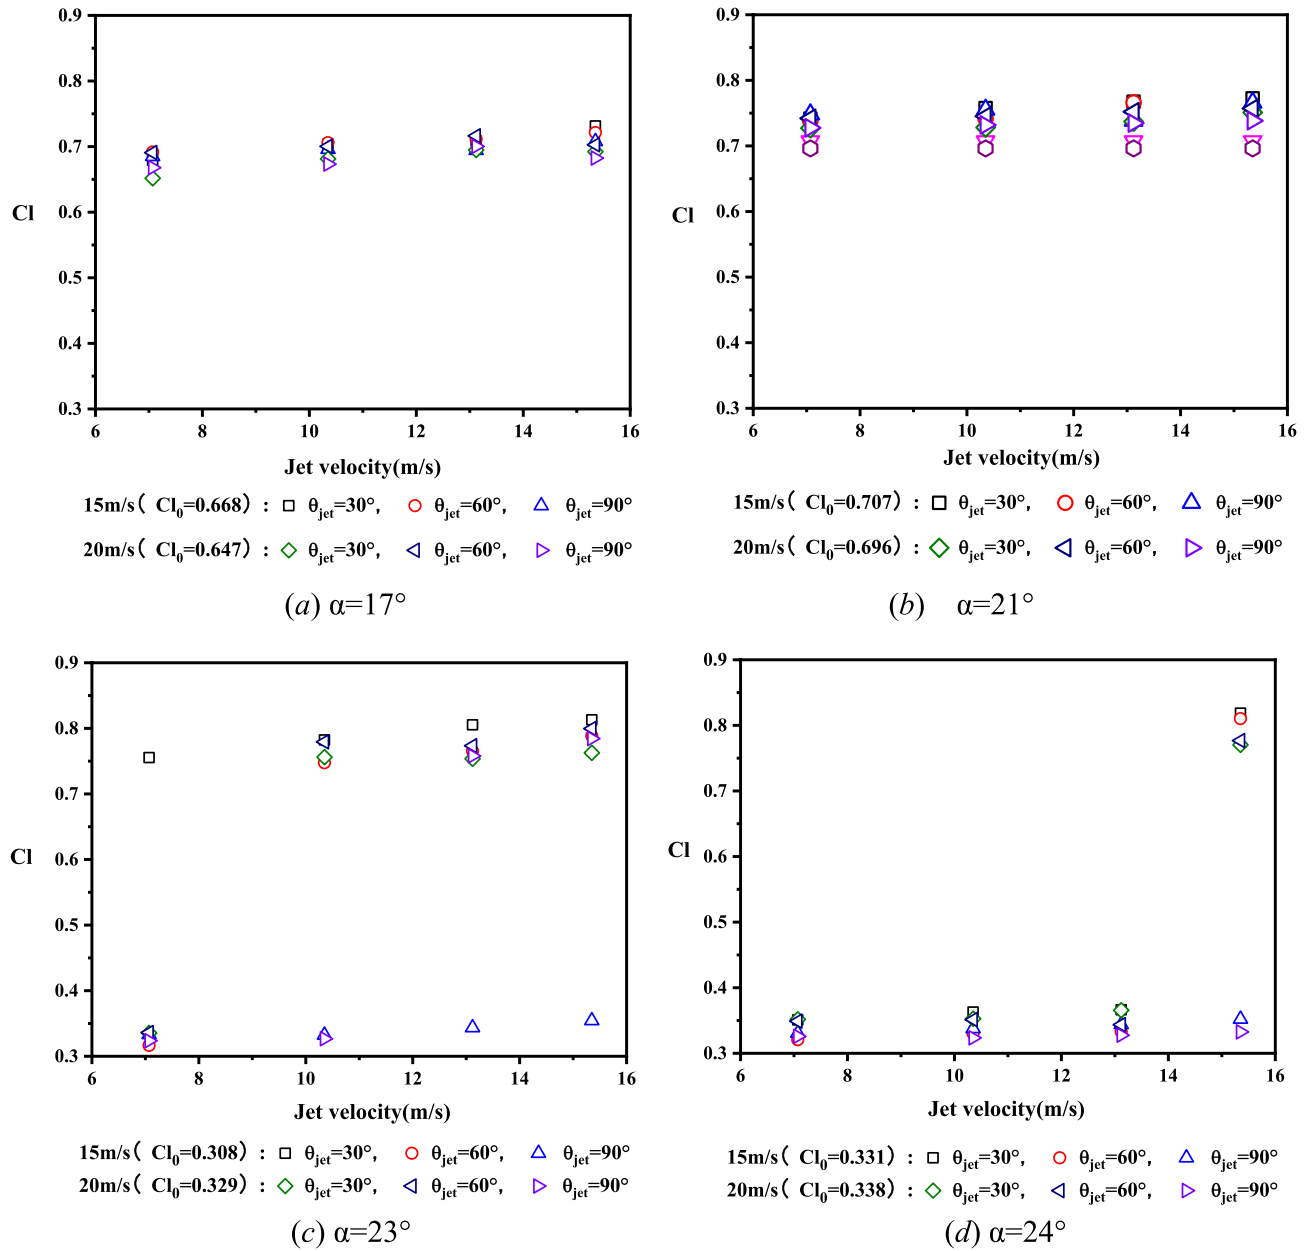 0.9
0.8
0.7
0.6
0.5
0.4
0.3
Cl
6 8 10 12 14 16
Jet velocity(m/s)
15m/s( Cl0=0.668) : θjet=30°, θjet=60°, θjet=90°
20m/s( Cl0=0.647) : θjet=30°, θjet=60°, θjet=90°
(a) α=17°
0.9
0.8
0.7
0.6
0.5
0.4
0.3
Cl
6 8 10 12 14 16
Jet velocity(m/s)
15m/s( Cl0=0.707) : θjet=30°, θjet=60°, θjet=90°
20m/s( Cl0=0.696) : θjet=30°, θjet=60°, θjet=90°
(b) α=21°
0.9
0.8
0.7
0.6
0.5
0.4
0.3
Cl
6 8 10 12 14 16
Jet velocity(m/s)
15m/s( Cl0=0.308) : θjet=30°, θjet=60°, θjet=90°
20m/s( Cl0=0.329) : θjet=30°, θjet=60°, θjet=90°
(c) α=23°
0.9
0.8
0.7
0.6
0.5
0.4
0.3
Cl
6 8 10 12 14 16
Jet velocity(m/s)
15m/s( Cl0=0.331) : θjet=30°, θjet=60°, θjet=90°
20m/s( Cl0=0.338) : θjet=30°, θjet=60°, θjet=90°
(d) α=24°